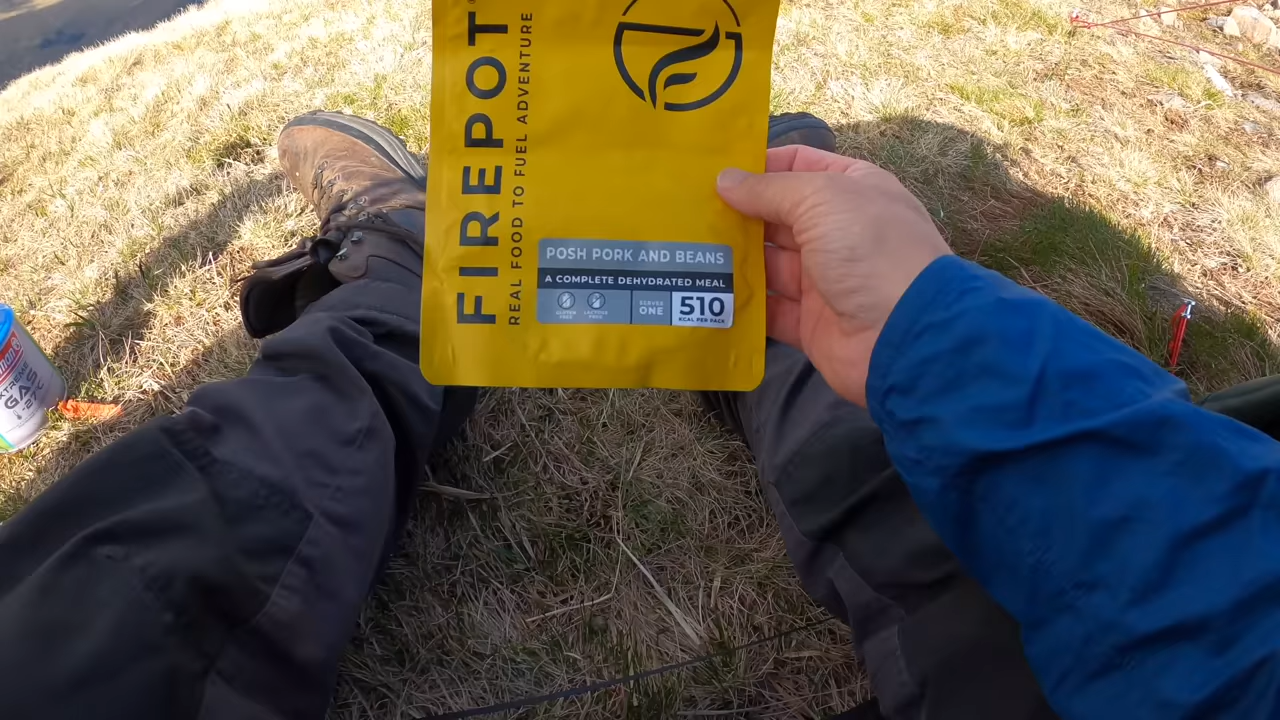 FIREPOT
REAL FOOD TO FUEL ADVENTURE
POSH PORK AND BEANS
A COMPLETE DEHYDRATED MEAL
GLUTEN
FREE
LACTOSE
FREE
SERVES
ONE
510
KCAL PER PACK
GAS
-27